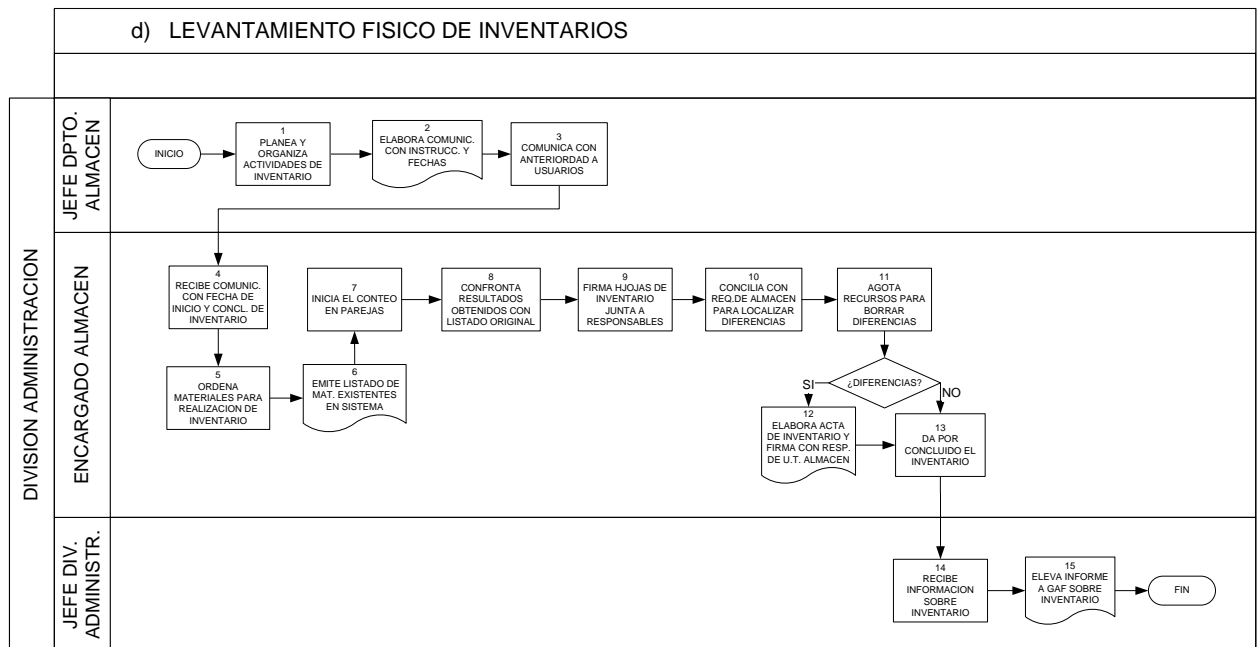 d) LEVANTAMIENTO FISICO DE INVENTARIOS
DIVISION ADMINISTRACION
JEFE DPTO.
ALMACEN
INICIO
1
PLANEA Y
ORGANIZA
ACTIVIDADES DE
INVENTARIO
2
ELABORA COMUNIC.
CON INSTRUCC. Y
FECHAS
3
COMUNICA CON
ANTERIORDAD A
USUARIOS
ENCARGADO ALMACEN
4
RECIBE COMUNIC.
CON FECHA DE
INICIO Y CONCL. DE
INVENTARIO
5
ORDENA
MATERIALES PARA
REALIZACION DE
INVENTARIO
6
EMITE LISTADO DE
MAT. EXISTENTES
EN SISTEMA
7
INICIA EL CONTEO
EN PAREJAS
8
CONFRONTA
RESULTADOS
OBTENIDOS CON
LISTADO ORIGINAL
9
FIRMA HJOJAS DE
INVENTARIO
JUNTA A
RESPONSABLES
10
CONCILIA CON
REQ.DE ALMACEN
PARA LOCALIZAR
DIFERENCIAS
11
AGOTA
RECURSOS PARA
BORRAR
DIFERENCIAS
¿DIFERENCIAS?
SI
NO
12
ELABORA ACTA
DE INVENTARIO Y
FIRMA CON RESP.
DE U.T. ALMACEN
13
DA POR
CONCLUIDO EL
INVENTARIO
JEFE DIV.
ADMINISTR.
14
RECIBE
INFORMACION
SOBRE
INVENTARIO
15
ELEVA INFORME
A GAF SOBRE
INVENTARIO
FIN